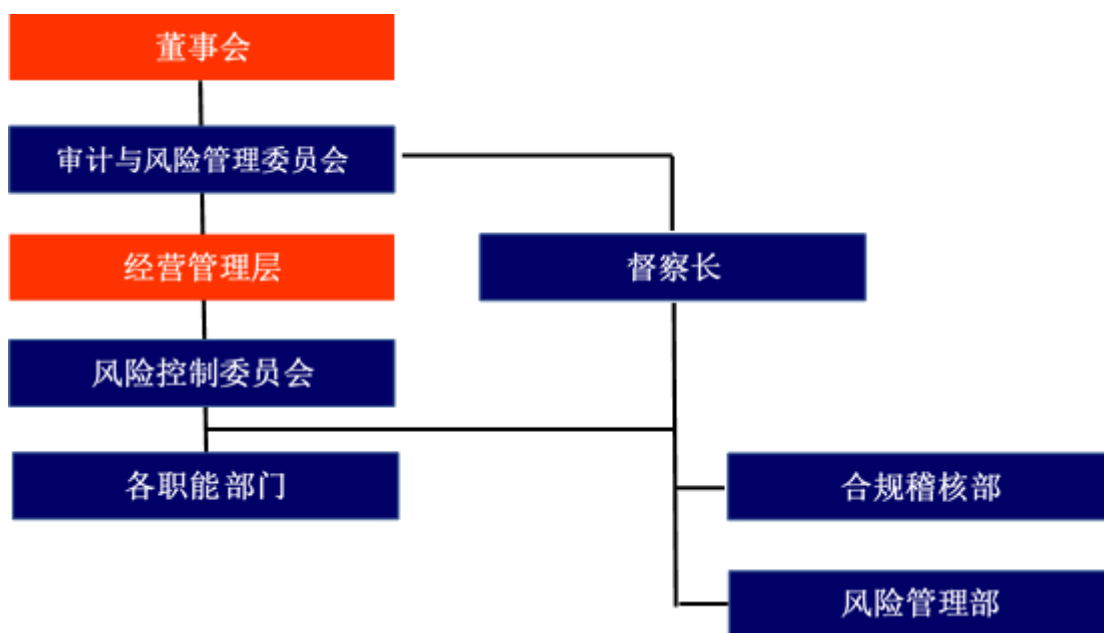 董事会
审计与风险管理委员会
经营管理层
督察长
风险控制委员会
各职能部门
合规稽核部
风险管理部